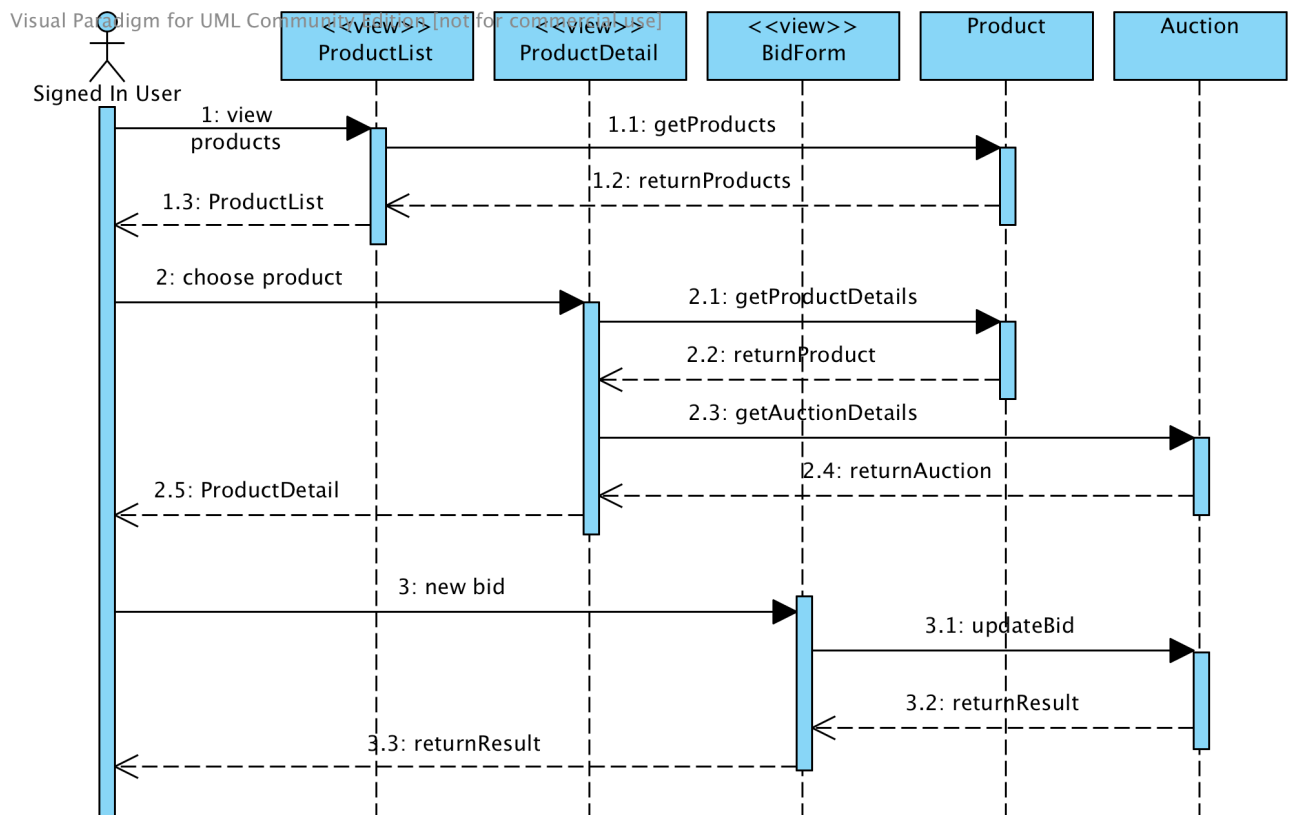 Visual Paradigm for UML Community Edition [not for commercial use]
<<view>>
ProductList
<<view>>
ProductDetail
<<view>>
BidForm
Product
Auction
Signed In User
1: view
products
1.1: getProducts
1.2: returnProducts
1.3: ProductList
2: choose product
2.1: getProductDetails
2.2: returnProduct
2.3: getAuctionDetails
2.4: returnAuction
2.5: ProductDetail
3: new bid
3.1: updateBid
3.2: returnResult
3.3: returnResult